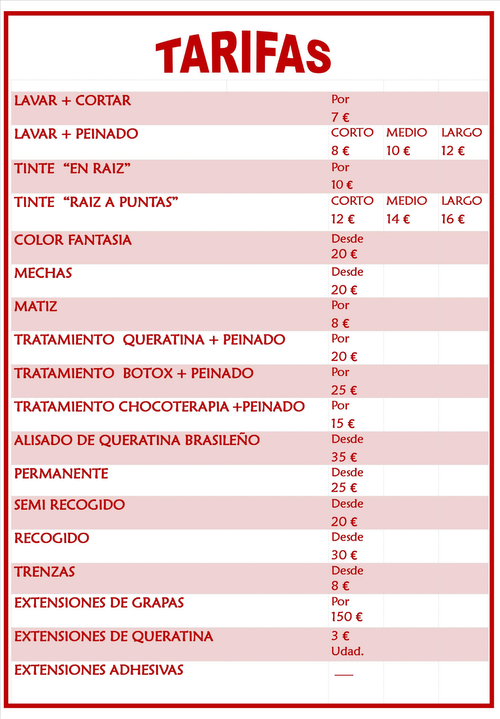 TARIFAS
LAVAR + CORTAR Por
7 €
LAVAR + PEINADO CORTO MEDIO LARGO
8 € 10 € 12 €
TINTE “EN RAIZ” Por
10 €
TINTE “RAIZ A PUNTAS” CORTO MEDIO LARGO
12 € 14 € 16 €
COLOR FANTASIA Desde
20 €
MECHAS Desde
20 €
MATIZ Por
8 €
TRATAMIENTO QUERATINA + PEINADO Por
20 €
TRATAMIENTO BOTOX + PEINADO Por
25 €
TRATAMIENTO CHOCOTERAPIA +PEINADO Por
15 €
ALISADO DE QUERATINA BRASILEÑO Desde
35 €
PERMANENTE Desde
25 €
SEMI RECOGIDO Desde
20 €
RECOGIDO Desde
30 €
TRENZAS Desde
8 €
EXTENSIONES DE GRAPAS Por
150 €
EXTENSIONES DE QUERATINA 3 €
Udad.
EXTENSIONES ADHESIVAS ___